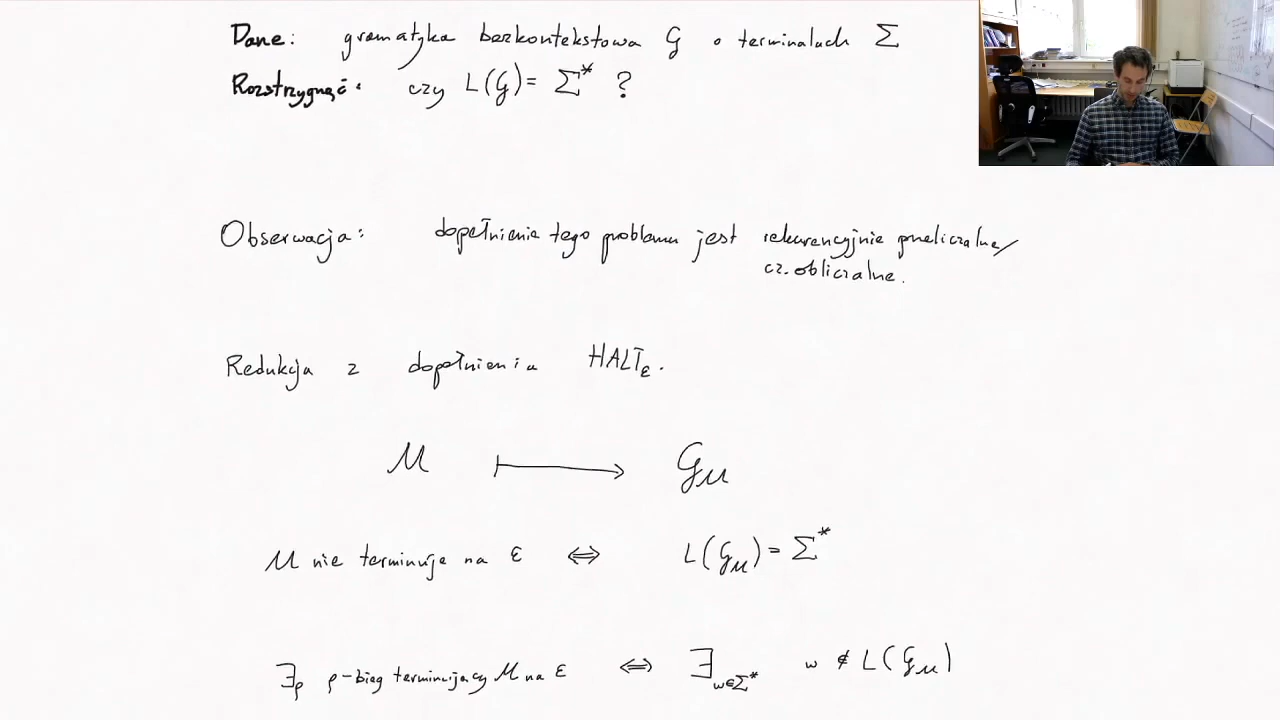 Dane: gramatyka bezkontekstowa G o terminalach Σ
Rozstrzygnąć: czy L(G) = Σ* ?
Obserwacja: dopełnienie tego problemu jest rekurencyjnie przeliczalne/
cz. obliczalne.
Redukcja z dopełnienia HALT_ε.
M ⟼ G_M
M nie terminuje na ε ⇔ L(G_M) = Σ*
∃_ρ ρ-bieg terminujący M na ε ⇔ ∃_{w∈Σ*} w ∉ L(G_M)